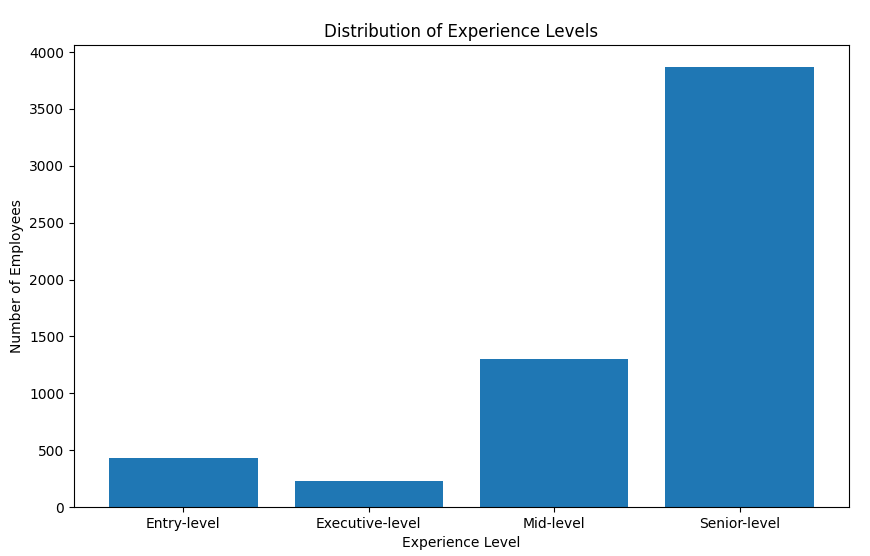 Distribution of Experience Levels
4000
3500
3000
2500
2000
1500
1000
500
0
Number of Employees
Entry-level
Executive-level
Mid-level
Senior-level
Experience Level